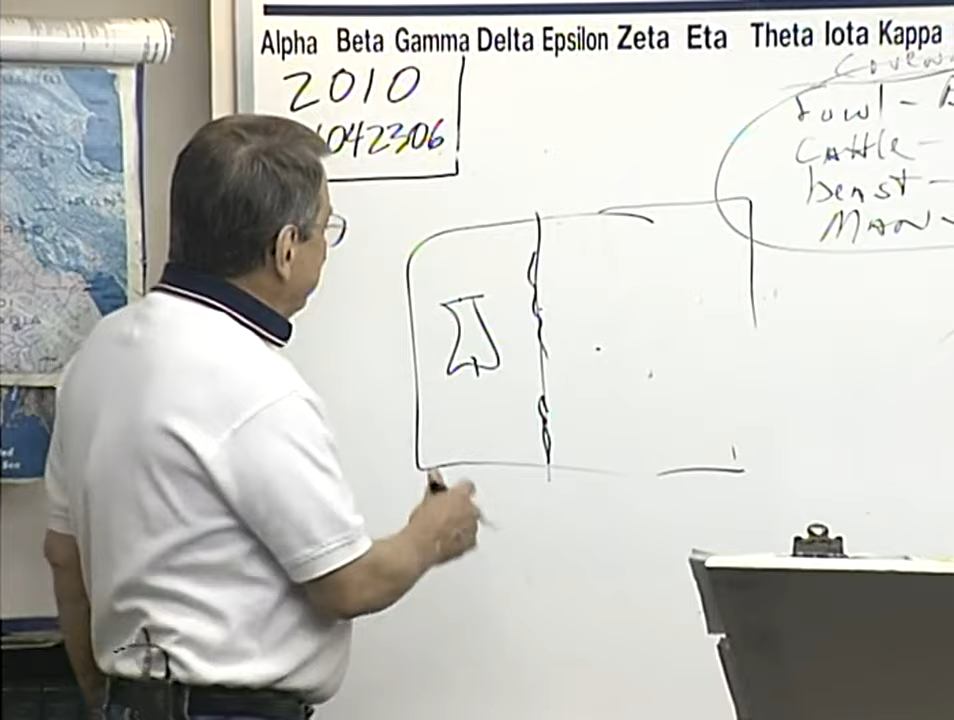 Alpha Beta Gamma Delta Epsilon Zeta Eta Theta Iota Kappa
2010
042306
Fowl -
Cattle -
beast -
MAN -